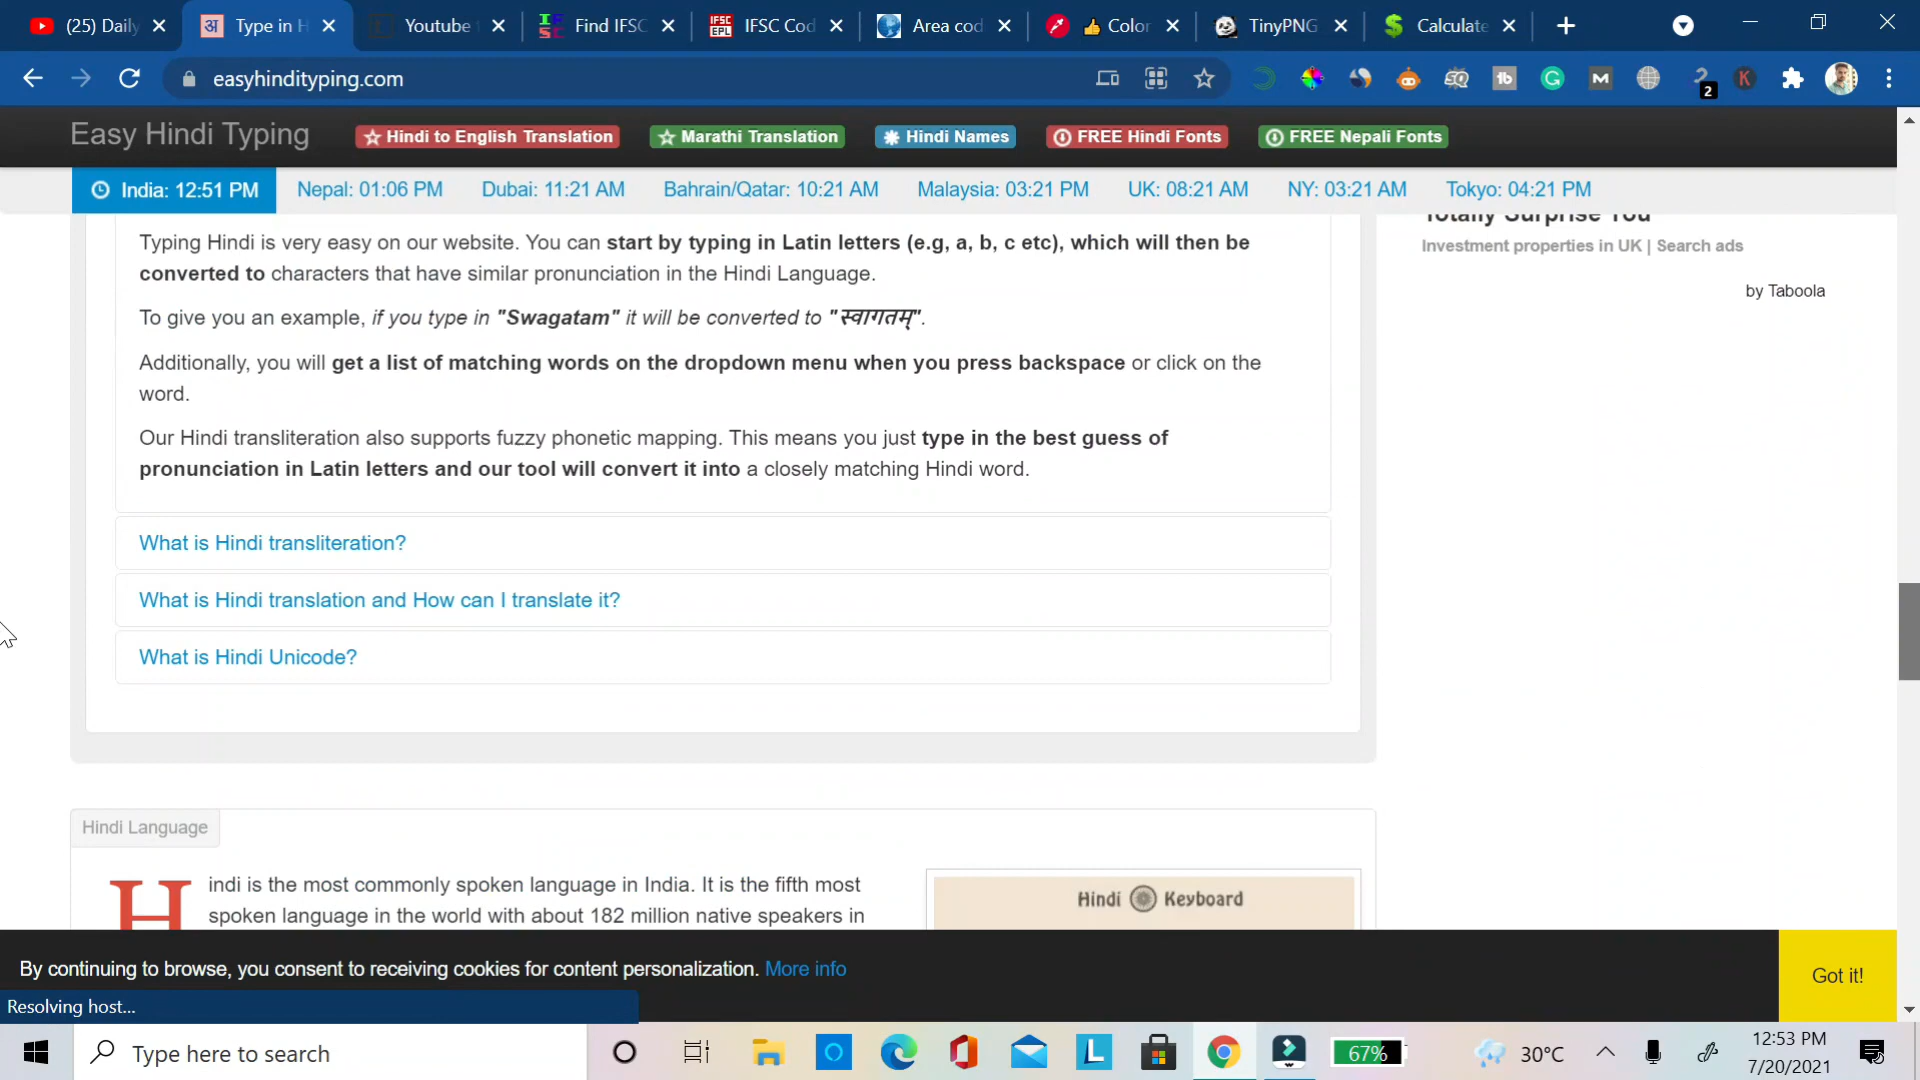 (25) Daily
Type in H
Youtube
Find IFSC
IFSC Cod
Area cod
Color
TinyPNG
Calculate
easyhindityping.com
2
Easy Hindi Typing
Hindi to English Translation
Marathi Translation
Hindi Names
FREE Hindi Fonts
FREE Nepali Fonts
India: 12:51 PM
Nepal: 01:06 PM
Dubai: 11:21 AM
Bahrain/Qatar: 10:21 AM
Malaysia: 03:21 PM
UK: 08:21 AM
NY: 03:21 AM
Tokyo: 04:21 PM
Totally Surprise You
Investment properties in UK | Search ads
by Taboola
Typing Hindi is very easy on our website. You can start by typing in Latin letters (e.g, a, b, c etc), which will then be
converted to characters that have similar pronunciation in the Hindi Language.
To give you an example, if you type in "Swagatam" it will be converted to "स्वागतम्".
Additionally, you will get a list of matching words on the dropdown menu when you press backspace or click on the
word.
Our Hindi transliteration also supports fuzzy phonetic mapping. This means you just type in the best guess of
pronunciation in Latin letters and our tool will convert it into a closely matching Hindi word.
What is Hindi transliteration?
What is Hindi translation and How can I translate it?
What is Hindi Unicode?
Hindi Language
Hindi is the most commonly spoken language in India. It is the fifth most
spoken language in the world with about 182 million native speakers in
Hindi Keyboard
By continuing to browse, you consent to receiving cookies for content personalization. More info
Got it!
Resolving host...
Type here to search
67%
30°C
12:53 PM
7/20/2021